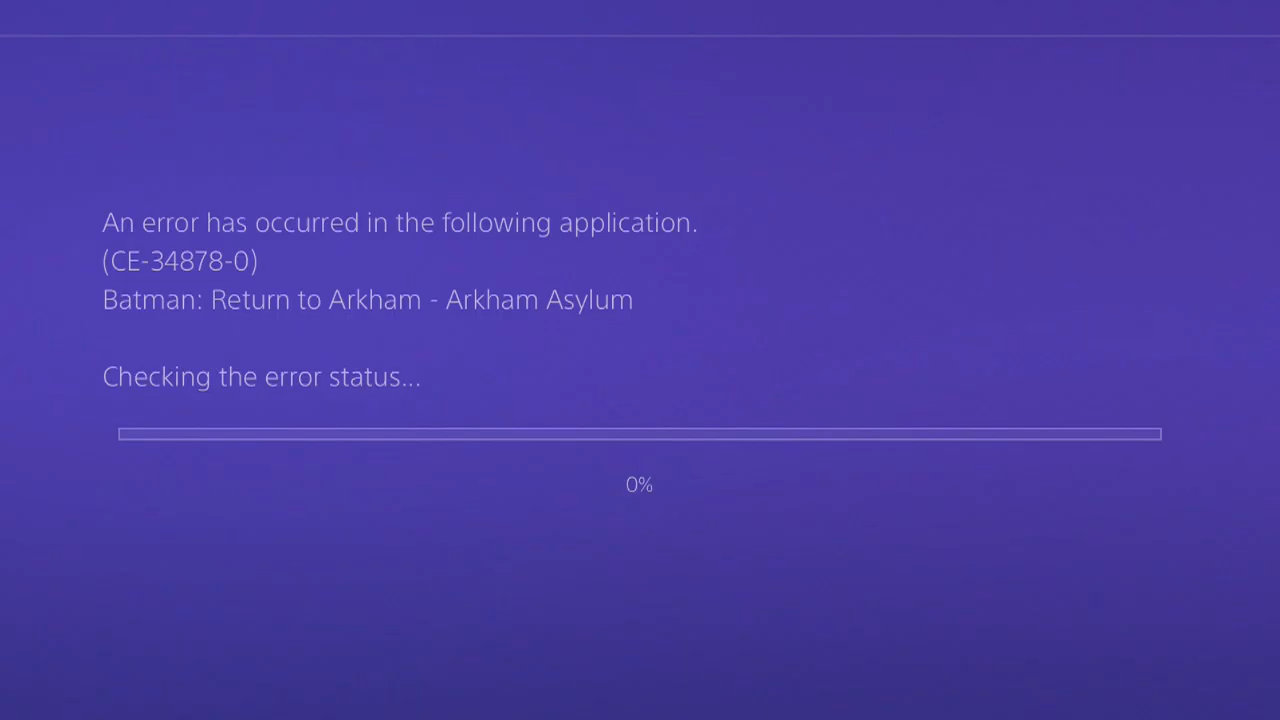 An error has occurred in the following application.
(CE-34878-0)
Batman: Return to Arkham - Arkham Asylum
Checking the error status...
0%